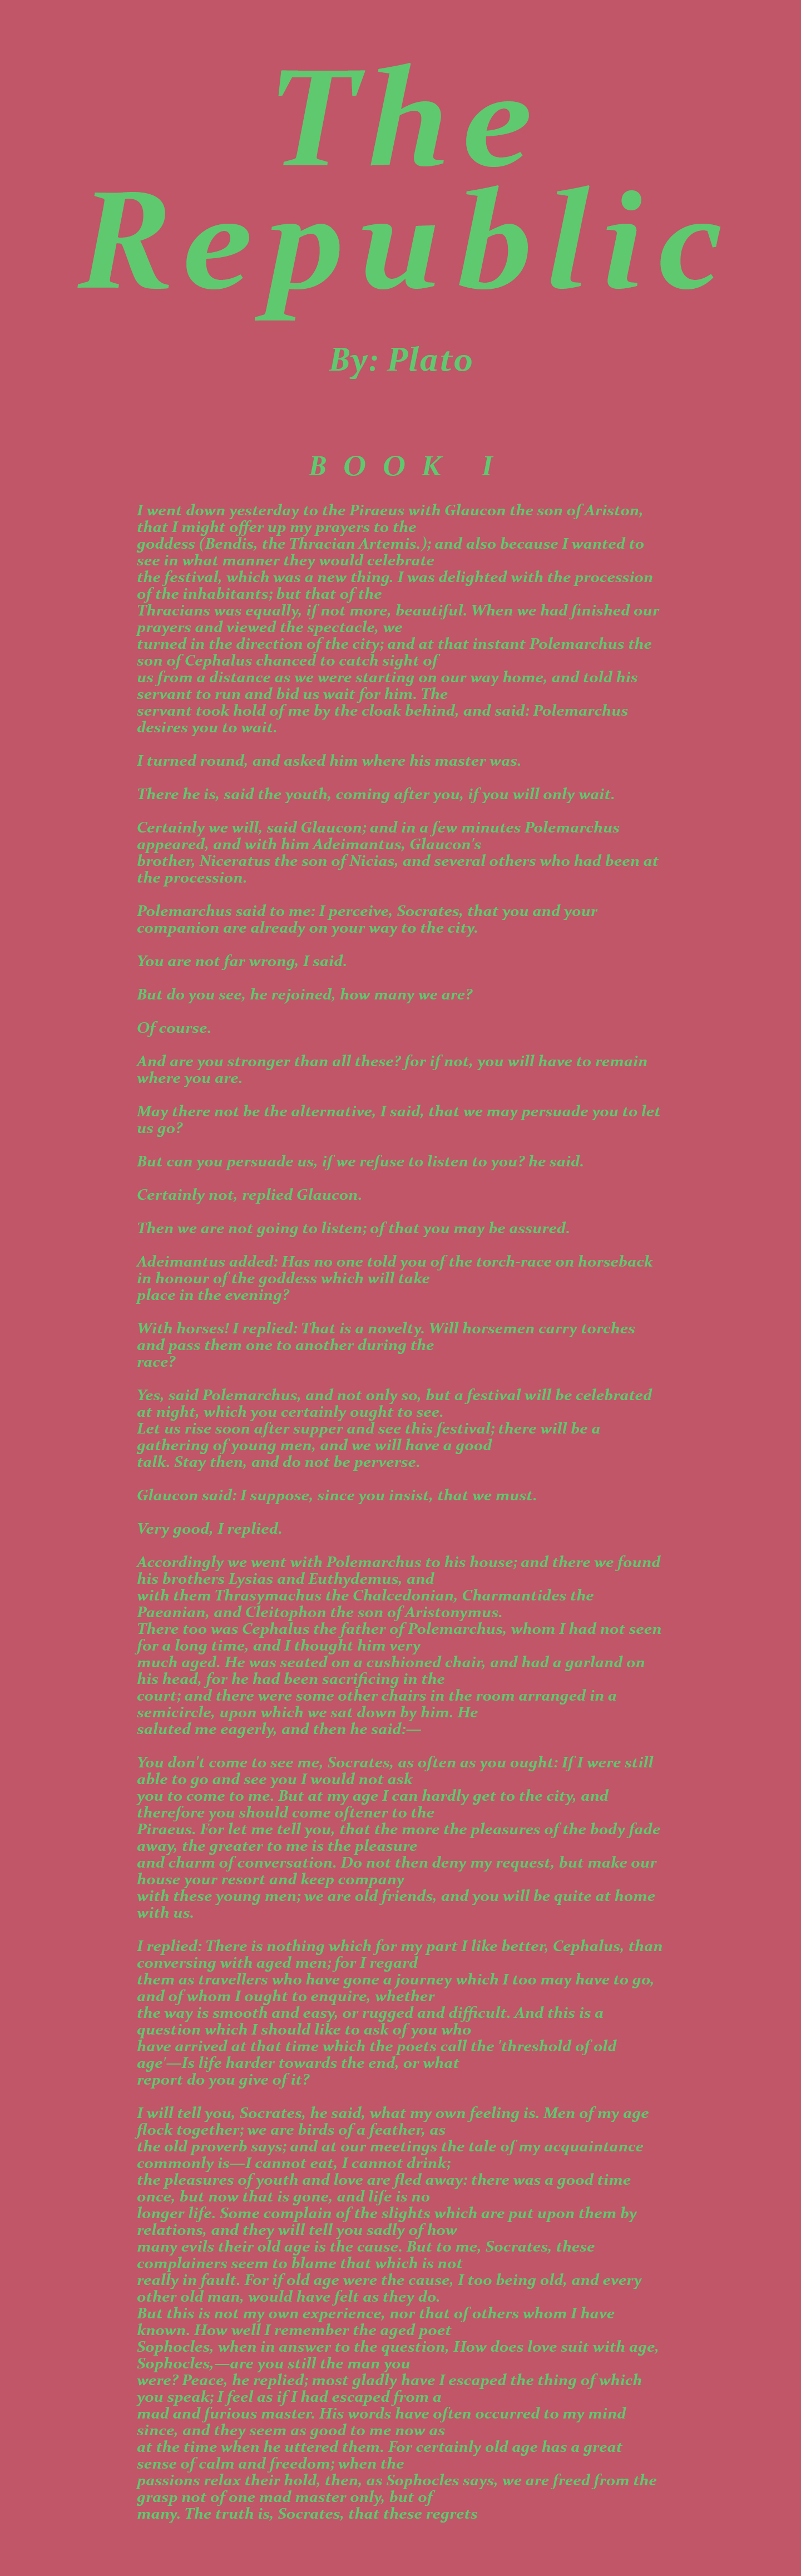 The
Republic
By: Plato
BOOK I
I went down yesterday to the Piraeus with Glaucon the son of Ariston,
that I might offer up my prayers to the
goddess (Bendis, the Thracian Artemis.); and also because I wanted to
see in what manner they would celebrate
the festival, which was a new thing. I was delighted with the procession
of the inhabitants; but that of the
Thracians was equally, if not more, beautiful. When we had finished our
prayers and viewed the spectacle, we
turned in the direction of the city; and at that instant Polemarchus the
son of Cephalus chanced to catch sight of
us from a distance as we were starting on our way home, and told his
servant to run and bid us wait for him. The
servant took hold of me by the cloak behind, and said: Polemarchus
desires you to wait.
I turned round, and asked him where his master was.
There he is, said the youth, coming after you, if you will only wait.
Certainly we will, said Glaucon; and in a few minutes Polemarchus
appeared, and with him Adeimantus, Glaucon's
brother, Niceratus the son of Nicias, and several others who had been at
the procession.
Polemarchus said to me: I perceive, Socrates, that you and your
companion are already on your way to the city.
You are not far wrong, I said.
But do you see, he rejoined, how many we are?
Of course.
And are you stronger than all these? for if not, you will have to remain
where you are.
May there not be the alternative, I said, that we may persuade you to let
us go?
But can you persuade us, if we refuse to listen to you? he said.
Certainly not, replied Glaucon.
Then we are not going to listen; of that you may be assured.
Adeimantus added: Has no one told you of the torch-race on horseback
in honour of the goddess which will take
place in the evening?
With horses! I replied: That is a novelty. Will horsemen carry torches
and pass them one to another during the
race?
Yes, said Polemarchus, and not only so, but a festival will be celebrated
at night, which you certainly ought to see.
Let us rise soon after supper and see this festival; there will be a
gathering of young men, and we will have a good
talk. Stay then, and do not be perverse.
Glaucon said: I suppose, since you insist, that we must.
Very good, I replied.
Accordingly we went with Polemarchus to his house; and there we found
his brothers Lysias and Euthydemus, and
with them Thrasymachus the Chalcedonian, Charmantides the
Paeanian, and Cleitophon the son of Aristonymus.
There too was Cephalus the father of Polemarchus, whom I had not seen
for a long time, and I thought him very
much aged. He was seated on a cushioned chair, and had a garland on
his head, for he had been sacrificing in the
court; and there were some other chairs in the room arranged in a
semicircle, upon which we sat down by him. He
saluted me eagerly, and then he said:—
You don't come to see me, Socrates, as often as you ought: If I were still
able to go and see you I would not ask
you to come to me. But at my age I can hardly get to the city, and
therefore you should come oftener to the
Piraeus. For let me tell you, that the more the pleasures of the body fade
away, the greater to me is the pleasure
and charm of conversation. Do not then deny my request, but make our
house your resort and keep company
with these young men; we are old friends, and you will be quite at home
with us.
I replied: There is nothing which for my part I like better, Cephalus, than
conversing with aged men; for I regard
them as travellers who have gone a journey which I too may have to go,
and of whom I ought to enquire, whether
the way is smooth and easy, or rugged and difficult. And this is a
question which I should like to ask of you who
have arrived at that time which the poets call the 'threshold of old
age'—Is life harder towards the end, or what
report do you give of it?
I will tell you, Socrates, he said, what my own feeling is. Men of my age
flock together; we are birds of a feather, as
the old proverb says; and at our meetings the tale of my acquaintance
commonly is—I cannot eat, I cannot drink;
the pleasures of youth and love are fled away: there was a good time
once, but now that is gone, and life is no
longer life. Some complain of the slights which are put upon them by
relations, and they will tell you sadly of how
many evils their old age is the cause. But to me, Socrates, these
complainers seem to blame that which is not
really in fault. For if old age were the cause, I too being old, and every
other old man, would have felt as they do.
But this is not my own experience, nor that of others whom I have
known. How well I remember the aged poet
Sophocles, when in answer to the question, How does love suit with age,
Sophocles,—are you still the man you
were? Peace, he replied; most gladly have I escaped the thing of which
you speak; I feel as if I had escaped from a
mad and furious master. His words have often occurred to my mind
since, and they seem as good to me now as
at the time when he uttered them. For certainly old age has a great
sense of calm and freedom; when the
passions relax their hold, then, as Sophocles says, we are freed from the
grasp not of one mad master only, but of
many. The truth is, Socrates, that these regrets